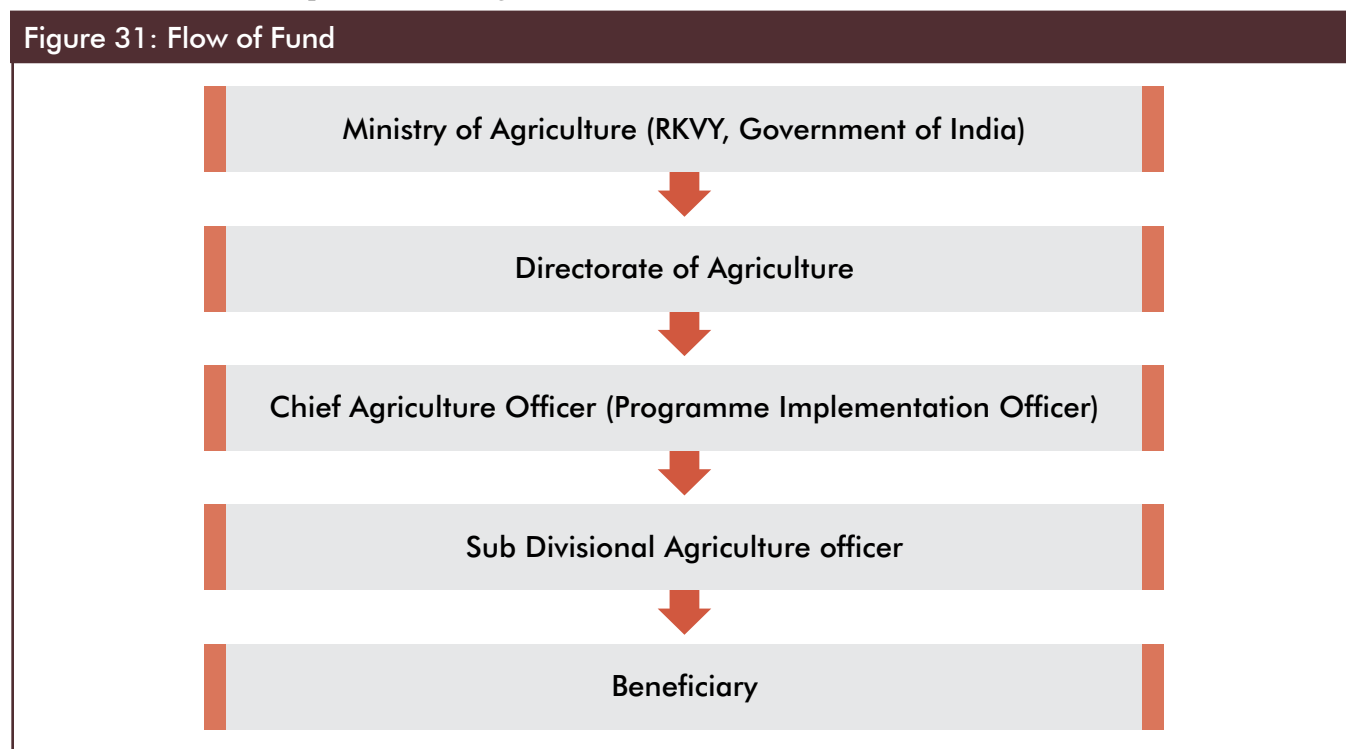 Figure 31: Flow of Fund
Ministry of Agriculture (RKVY, Government of India)
Directorate of Agriculture
Chief Agriculture Officer (Programme Implementation Officer)
Sub Divisional Agriculture officer
Beneficiary